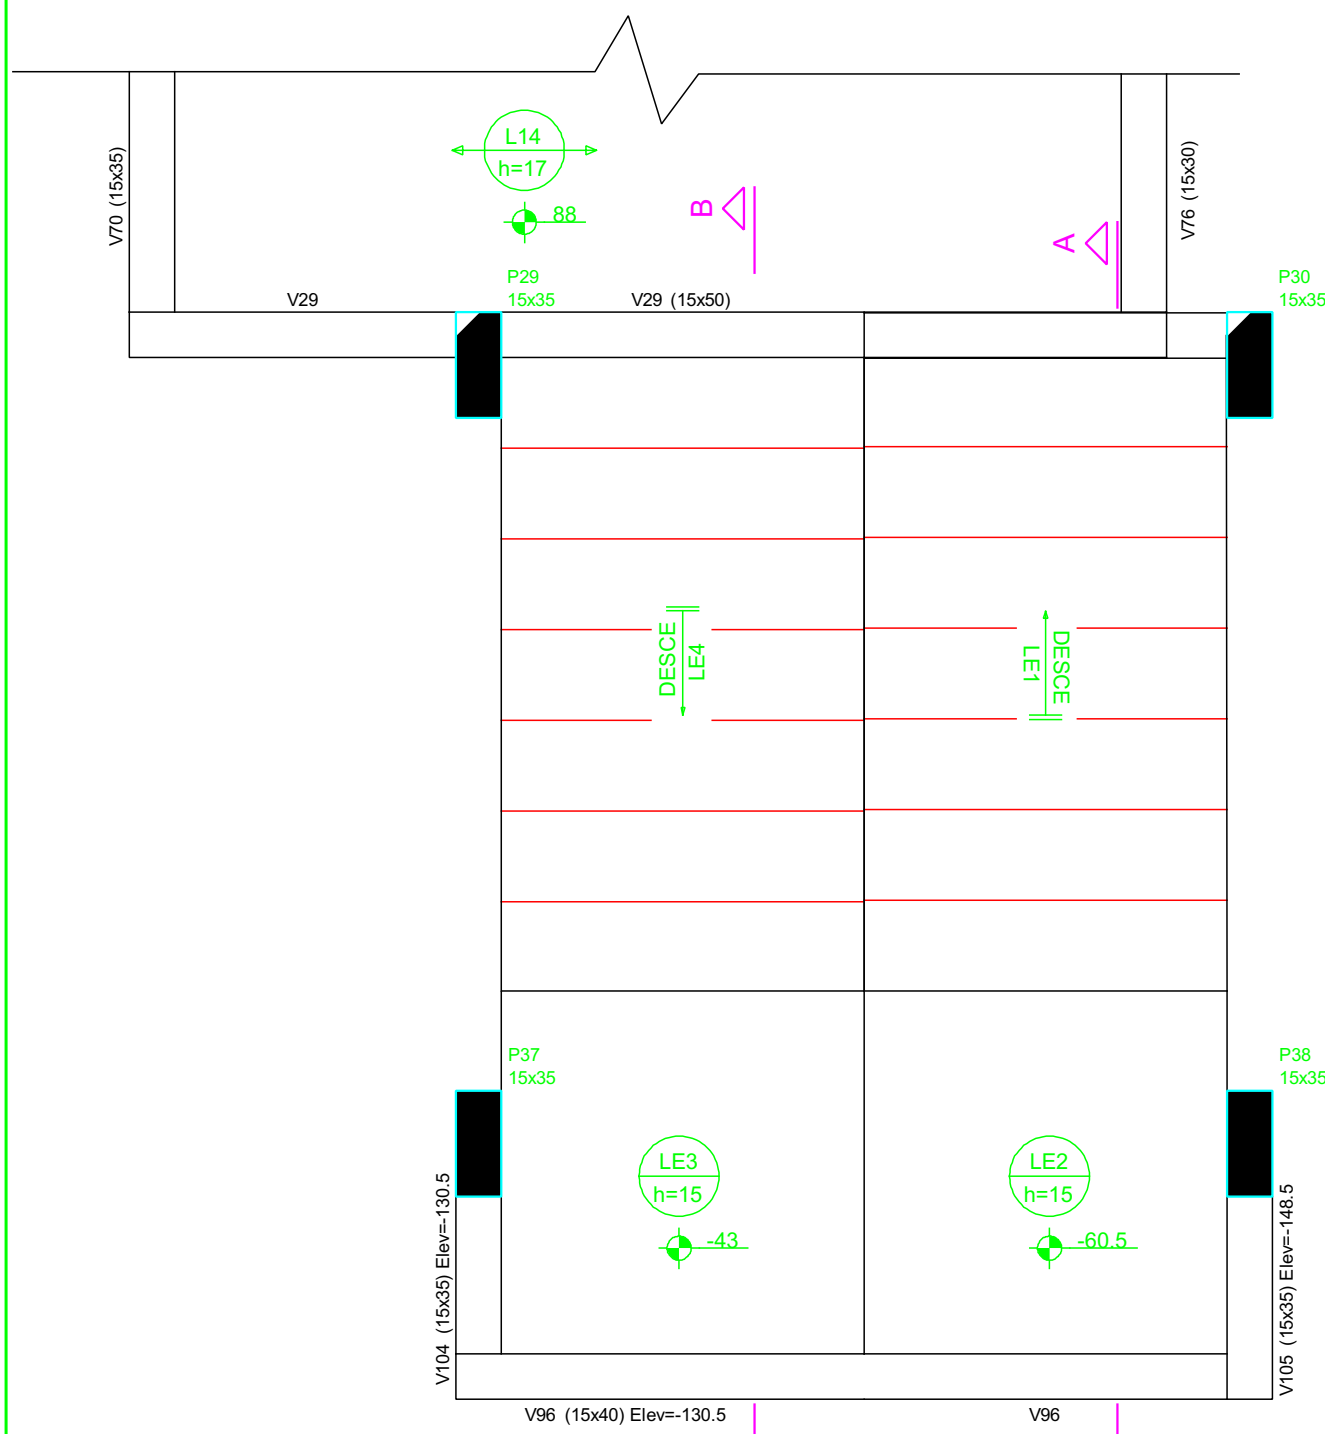 L14
h=17
88
V70 (15x35)
V76 (15x30)
B
A
P29
15x35
P30
15x35
V29
V29 (15x50)
DESCE
LE4
DESCE
LE1
P37
15x35
P38
15x35
LE3
h=15
-43
LE2
h=15
-60.5
V104 (15x35) Elev=-130.5
V105 (15x35) Elev=-148.5
V96 (15x40) Elev=-130.5
V96